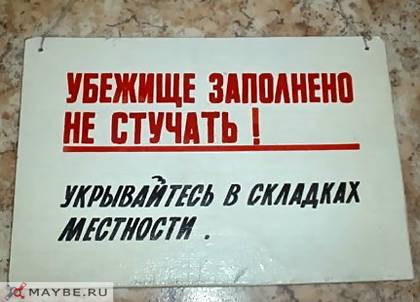 УБЕЖИЩЕ ЗАПОЛНЕНО
НЕ СТУЧАТЬ !
УКРЫВАЙТЕСЬ В СКЛАДКАХ
МЕСТНОСТИ .
MAYBE.RU